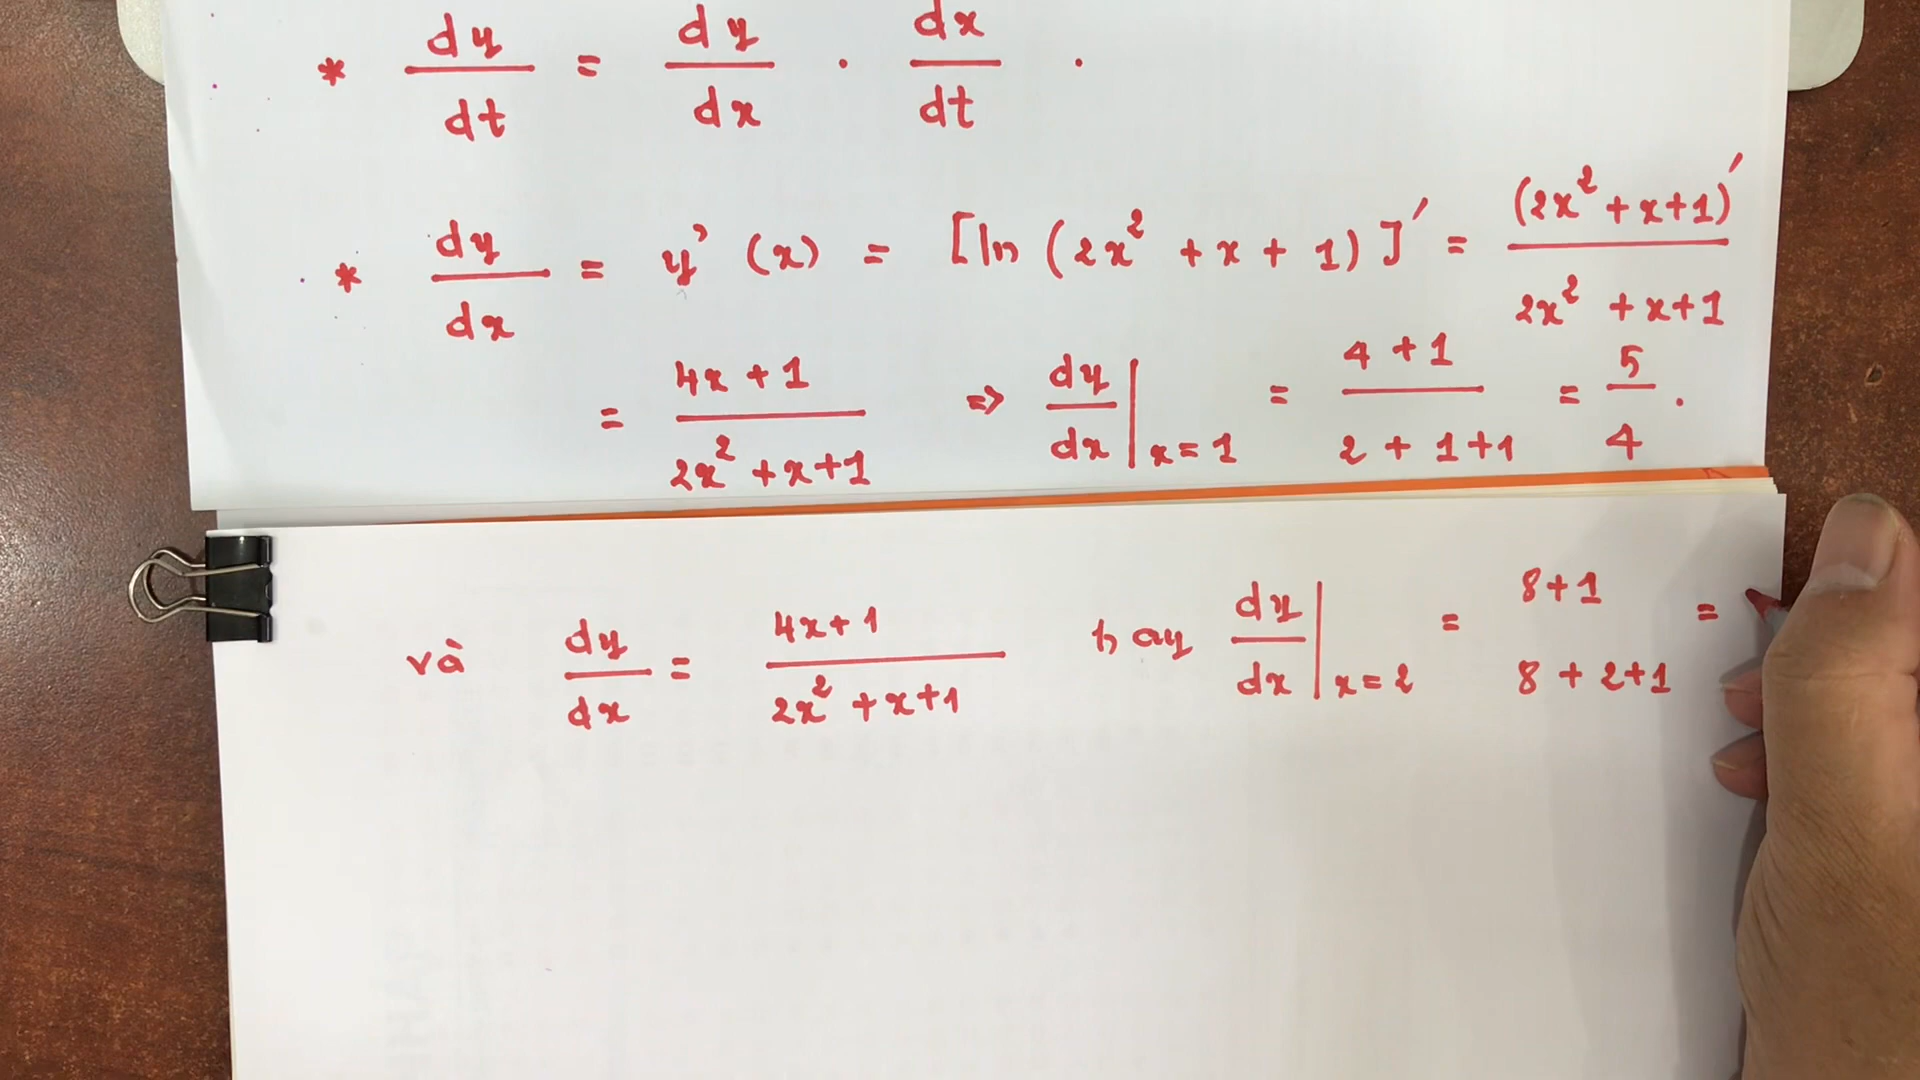 * dy/dt = dy/dx . dx/dt .
* dy/dx = y' (x) = [ln (2x² + x + 1)]' = (2x² + x+1)' / 2x² + x+1
= 4x + 1 / 2x² + x+1 => dy/dx | x=1 = 4 + 1 / 2 + 1+1 = 5/4 .
và dy/dx = 4x+1 / 2x² + x+1 hay dy/dx | x=2 = 8+1 8 + 2+1 =